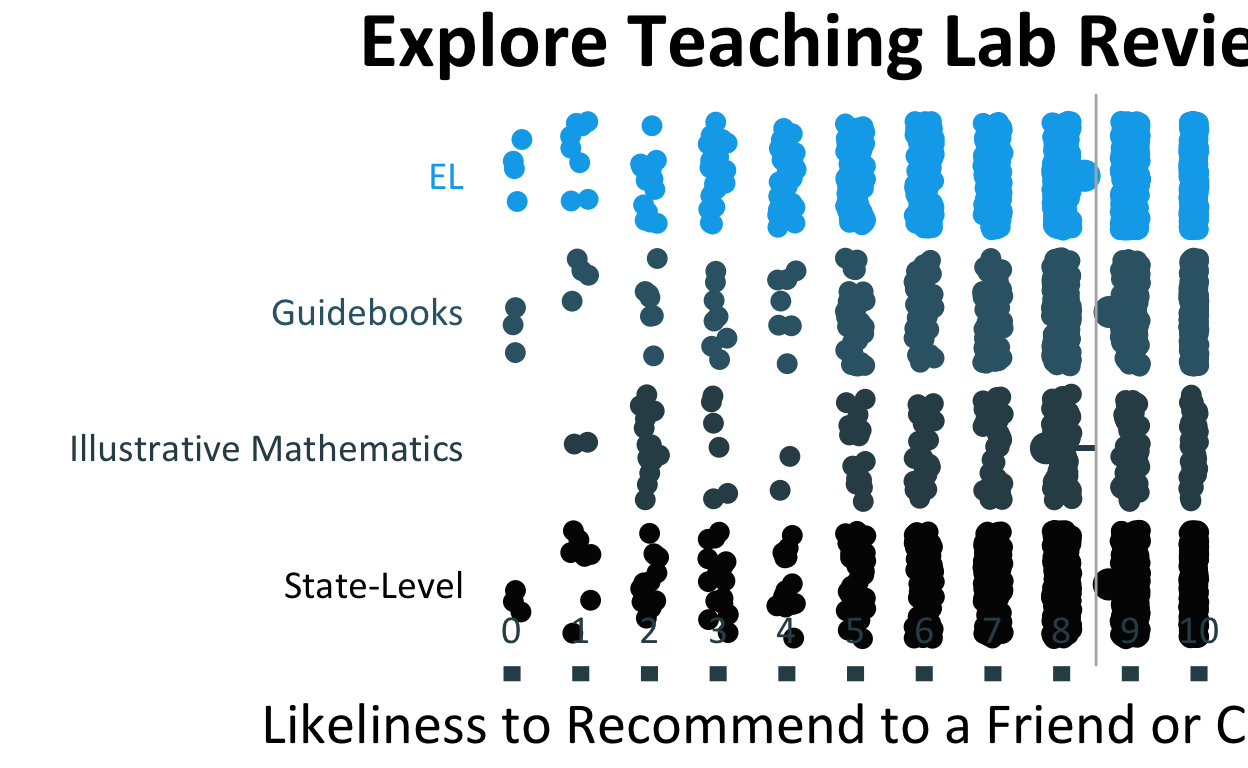 Explore Teaching Lab Revie
EL
Guidebooks
Illustrative Mathematics
State-Level
0 1 2 3 4 5 6 7 8 9 10
Likeliness to Recommend to a Friend or C